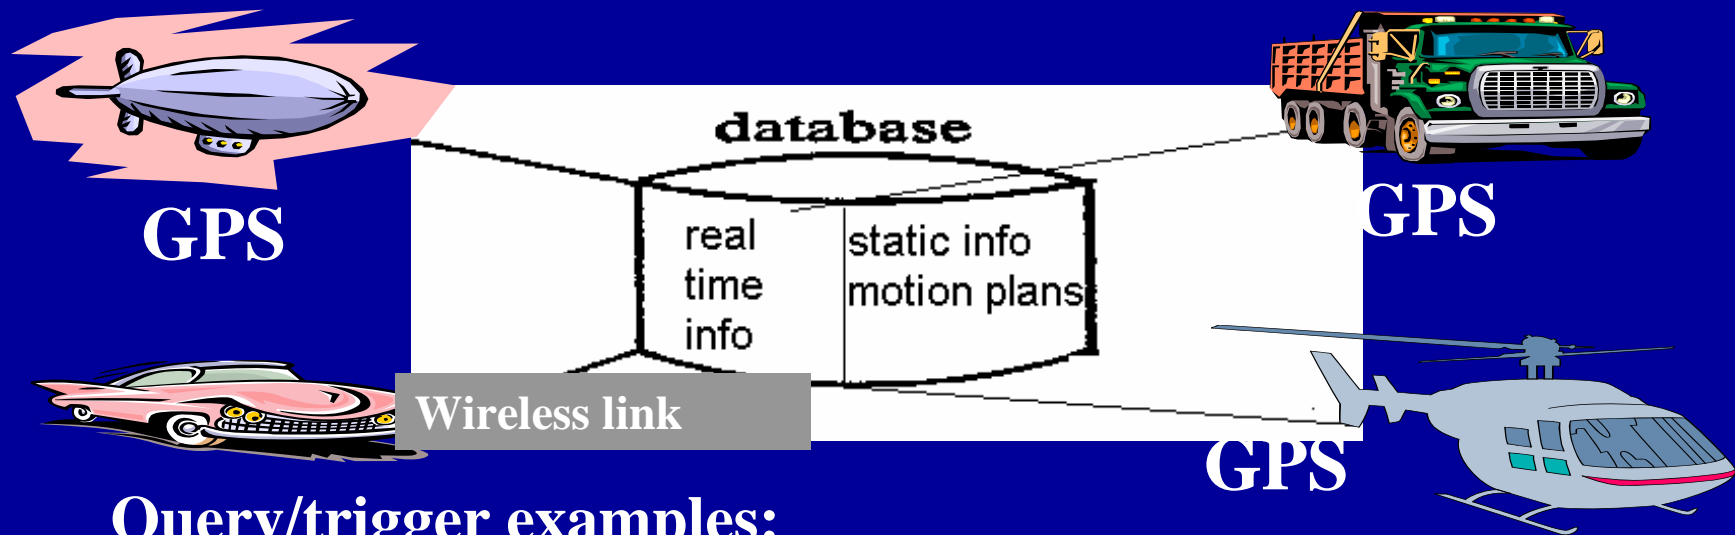 database
GPS
GPS
real
time
info
static info
motion plans
Wireless link
GPS
Query/trigger examples: